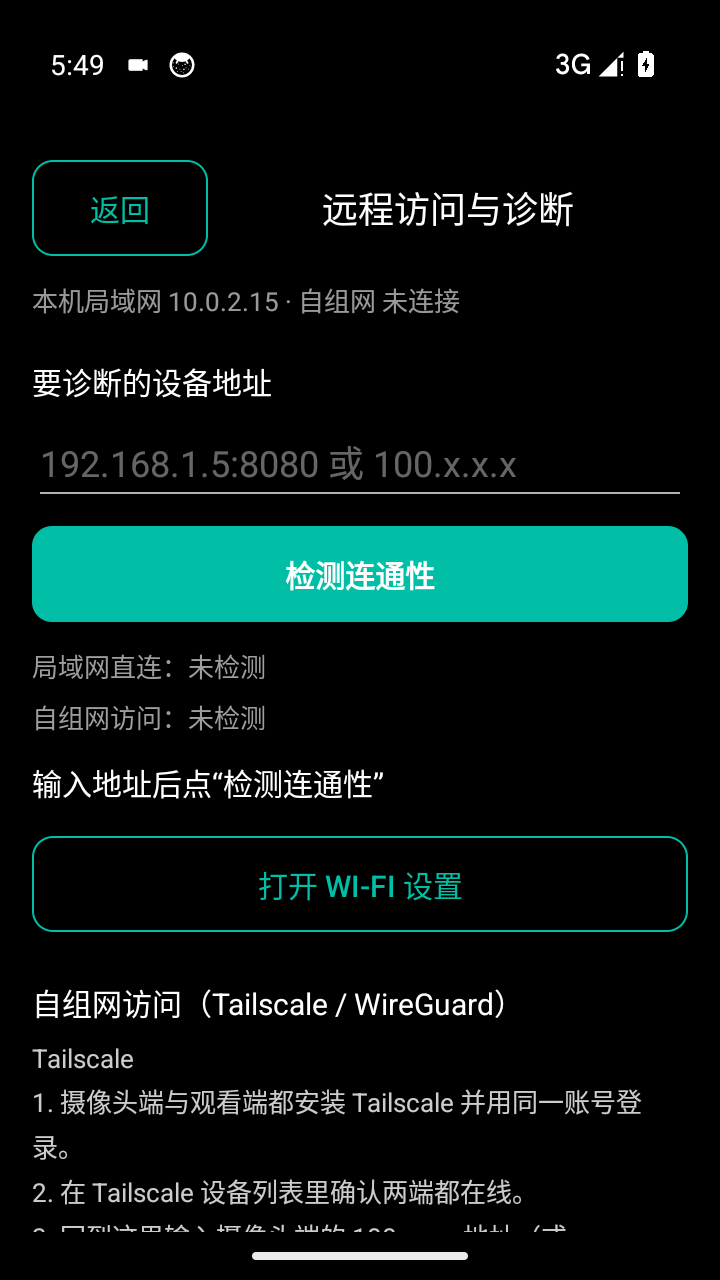 5:49
3G
返回
远程访问与诊断
本机局域网 10.0.2.15 · 自组网 未连接
要诊断的设备地址
192.168.1.5:8080 或 100.x.x.x
检测连通性
局域网直连：未检测
自组网访问：未检测
输入地址后点“检测连通性”
打开 WI-FI 设置
自组网访问（Tailscale / WireGuard）
Tailscale
1. 摄像头端与观看端都安装 Tailscale 并用同一账号登
录。
2. 在 Tailscale 设备列表里确认两端都在线。